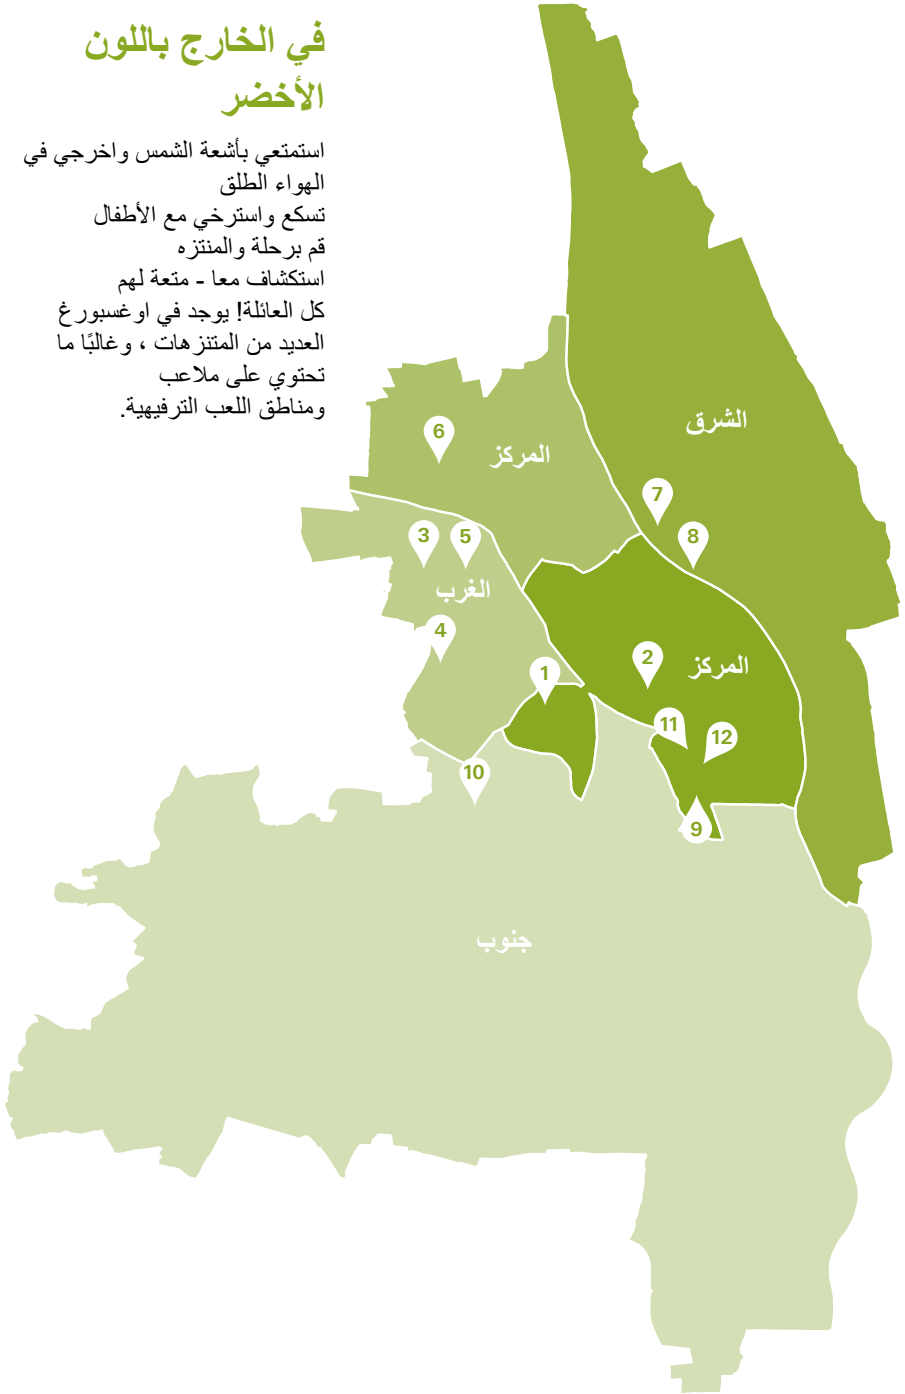 في الخارج باللون
الأخضر
استمتعي بأشعة الشمس واخرجي في
الهواء الطلق
تسكع واسترخي مع الأطفال
قم برحلة والمنتزه
استكشاف معا - متعة لهم
كل العائلة! يوجد في اوغسبورغ
العديد من المتنزهات ، وغالبًا ما
تحتوي على ملاعب
ومناطق اللعب الترفيهية.
الشرق
6
المركز
7
3
5
8
الغرب
4
2
المركز
1
11
12
10
9
جنوب